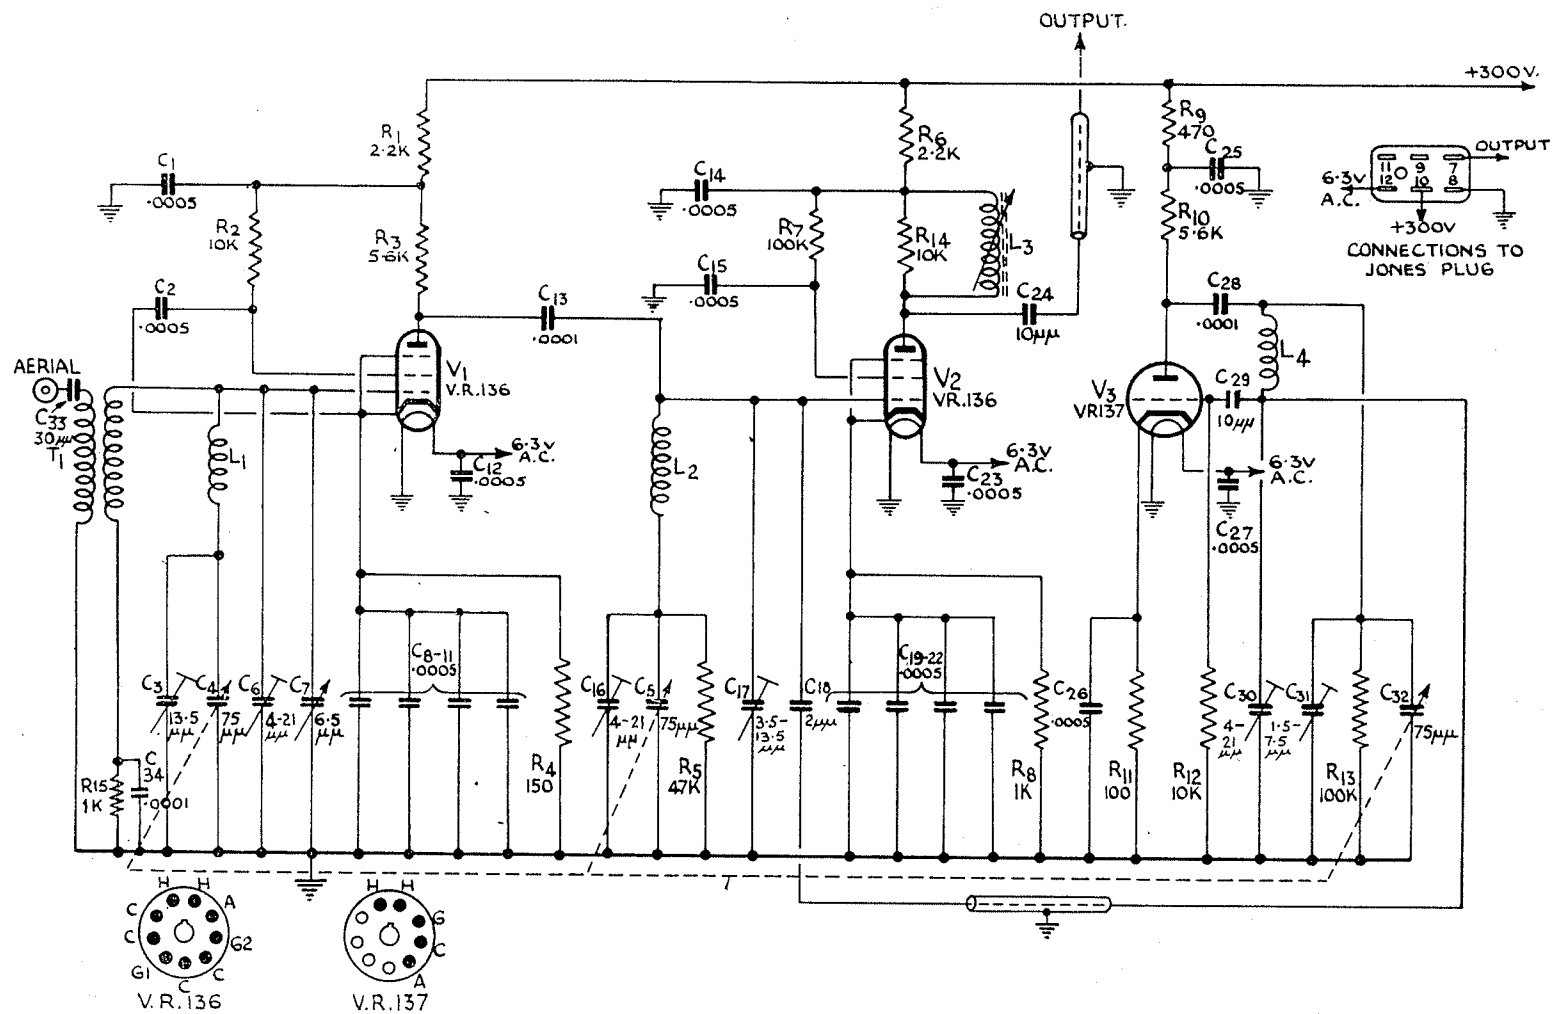 OUTPUT.
+300V.
R1
2·2K
R6
2·2K
R9
470
C25
.0005
11 9 7
12 10 8
OUTPUT
6·3V
A.C.
+300V
CONNECTIONS TO
JONES PLUG
C1
.0005
R2
10K
R3
5·6K
C14
.0005
R7
100K
R14
10K
L3
R10
5·6K
C2
.0005
C13
.0001
C15
.0005
C24
10µµ
C28
.0001
L4
AERIAL
C33
30µµ
T1
L1
V1
V.R.136
6·3V
A.C.
C12
.0005
L2
V2
VR.136
6·3V
A.C.
C23
.0005
V3
VR137
C29
10µµ
6·3V
A.C.
C27
.0005
C3
13·5
µµ
C4
75
µµ
C6
4-21
µµ
C7
6·5
µµ
C8-11
.0005
C16
4-21
µµ
C5
75µµ
C17
3·5-
13·5
µµ
C18
2µµ
C19-22
.0005
C26
.0005
C30
4-
21
µµ
C31
1·5-
7·5
µµ
C32
75µµ
R15
1K
C
34
.0001
R4
150
R5
47K
R8
1K
R11
100
R12
10K
R13
100K
H H
C A
C G2
G1 C
C
V.R.136
H H
G
C
A
V.R.137